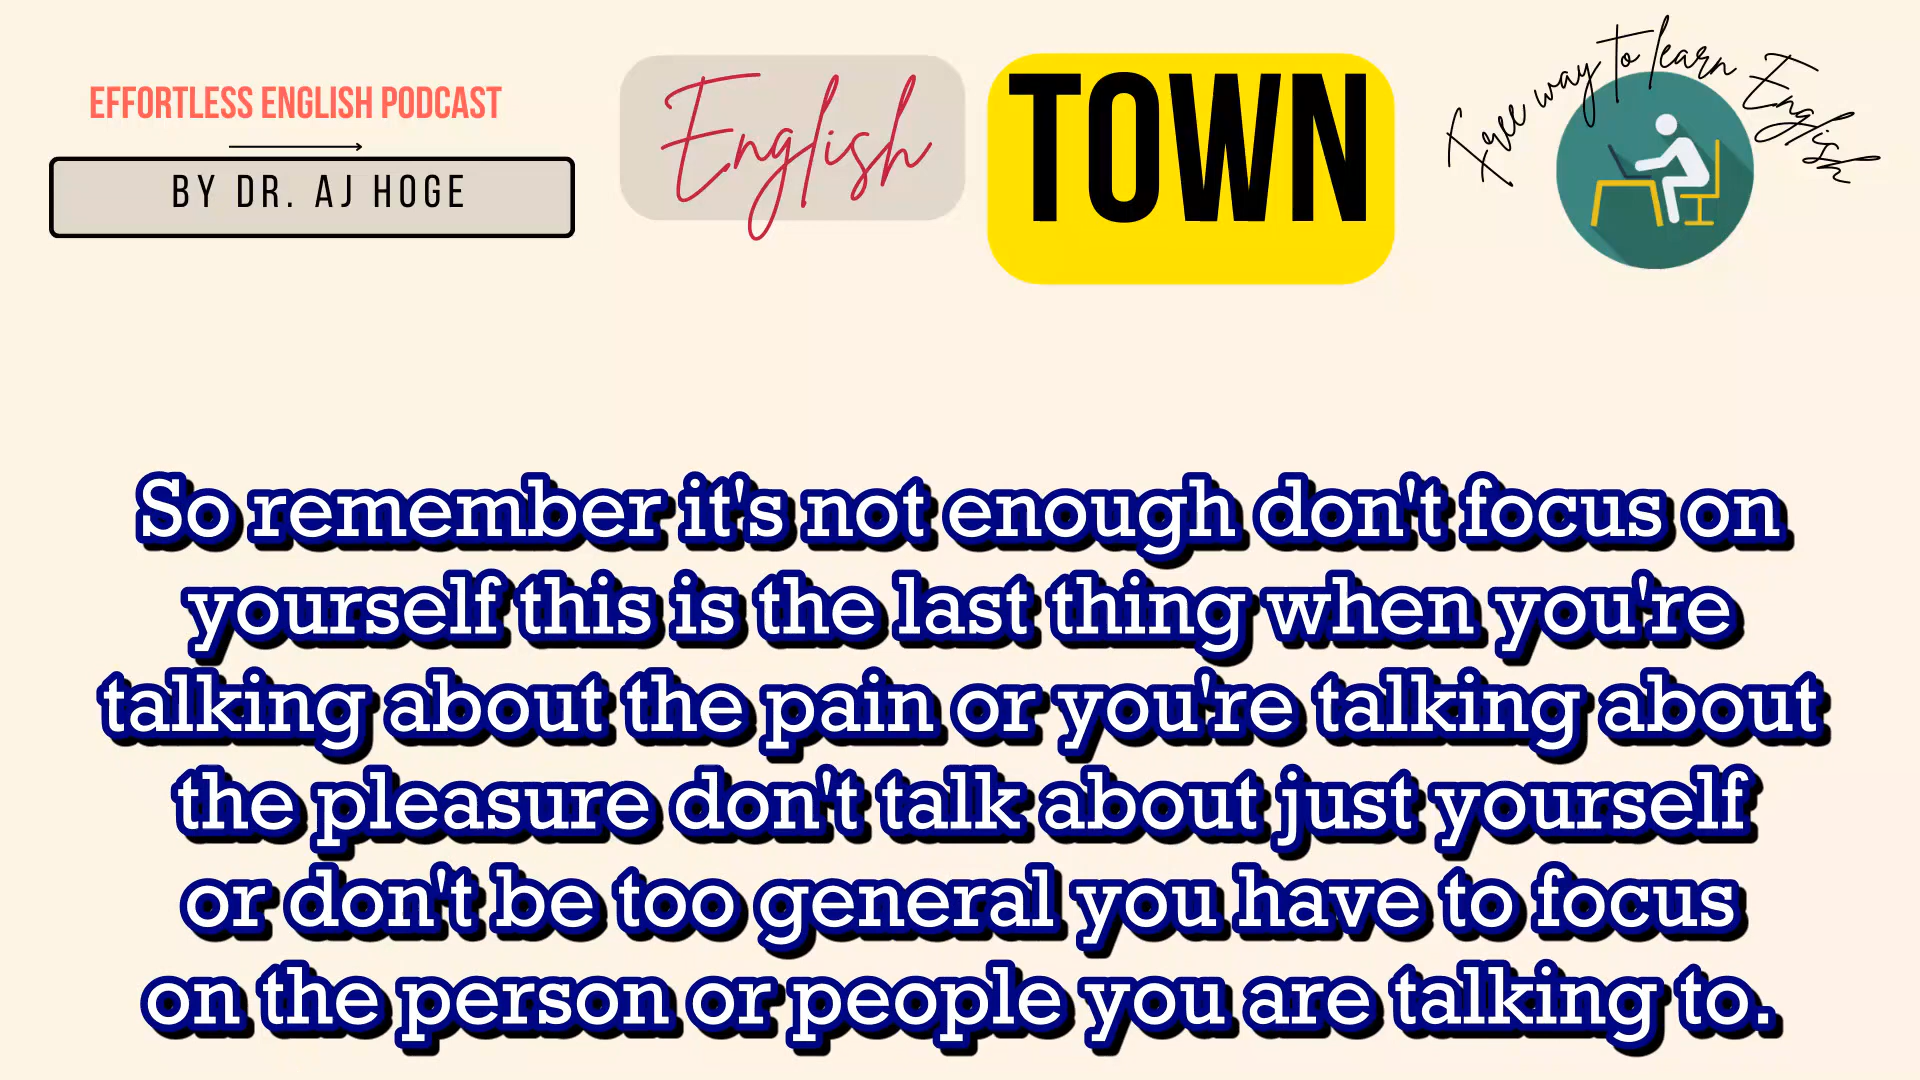 EFFORTLESS ENGLISH PODCAST
BY DR. AJ HOGE
English
TOWN
Free way to learn English
So remember it's not enough don't focus on
yourself this is the last thing when you're
talking about the pain or you're talking about
the pleasure don't talk about just yourself
or don't be too general you have to focus
on the person or people you are talking to.